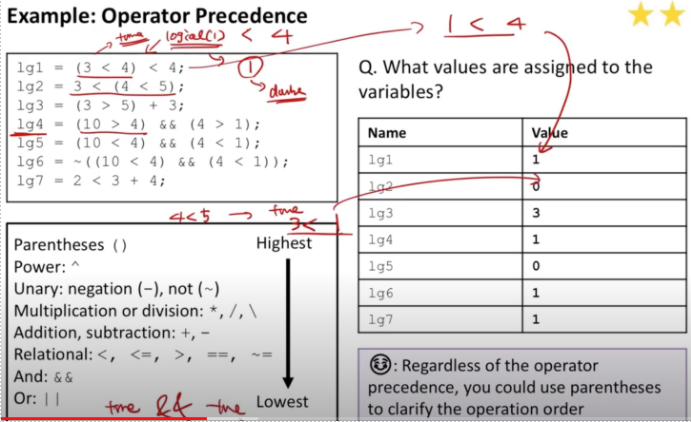 Example: Operator Precedence
true logical(1) < 4
1 < 4
lg1 = (3 < 4) < 4;
1
double
lg2 = 3 < (4 < 5);
lg3 = (3 > 5) + 3;
lg4 = (10 > 4) && (4 > 1);
lg5 = (10 < 4) && (4 < 1);
lg6 = ~((10 < 4) && (4 < 1));
lg7 = 2 < 3 + 4;
4<5 → true
3< 1
Parentheses ()
Highest
Power: ^
Unary: negation (−), not (~)
Multiplication or division: *, /, \
Addition, subtraction: +, −
Relational: <, <=, >, ==, ~=
And: &&
Or: ||
Lowest
true && true
Q. What values are assigned to the
variables?
Name Value
lg1 1
lg2 0
lg3 3
lg4 1
lg5 0
lg6 1
lg7 1
: Regardless of the operator
precedence, you could use parentheses
to clarify the operation order